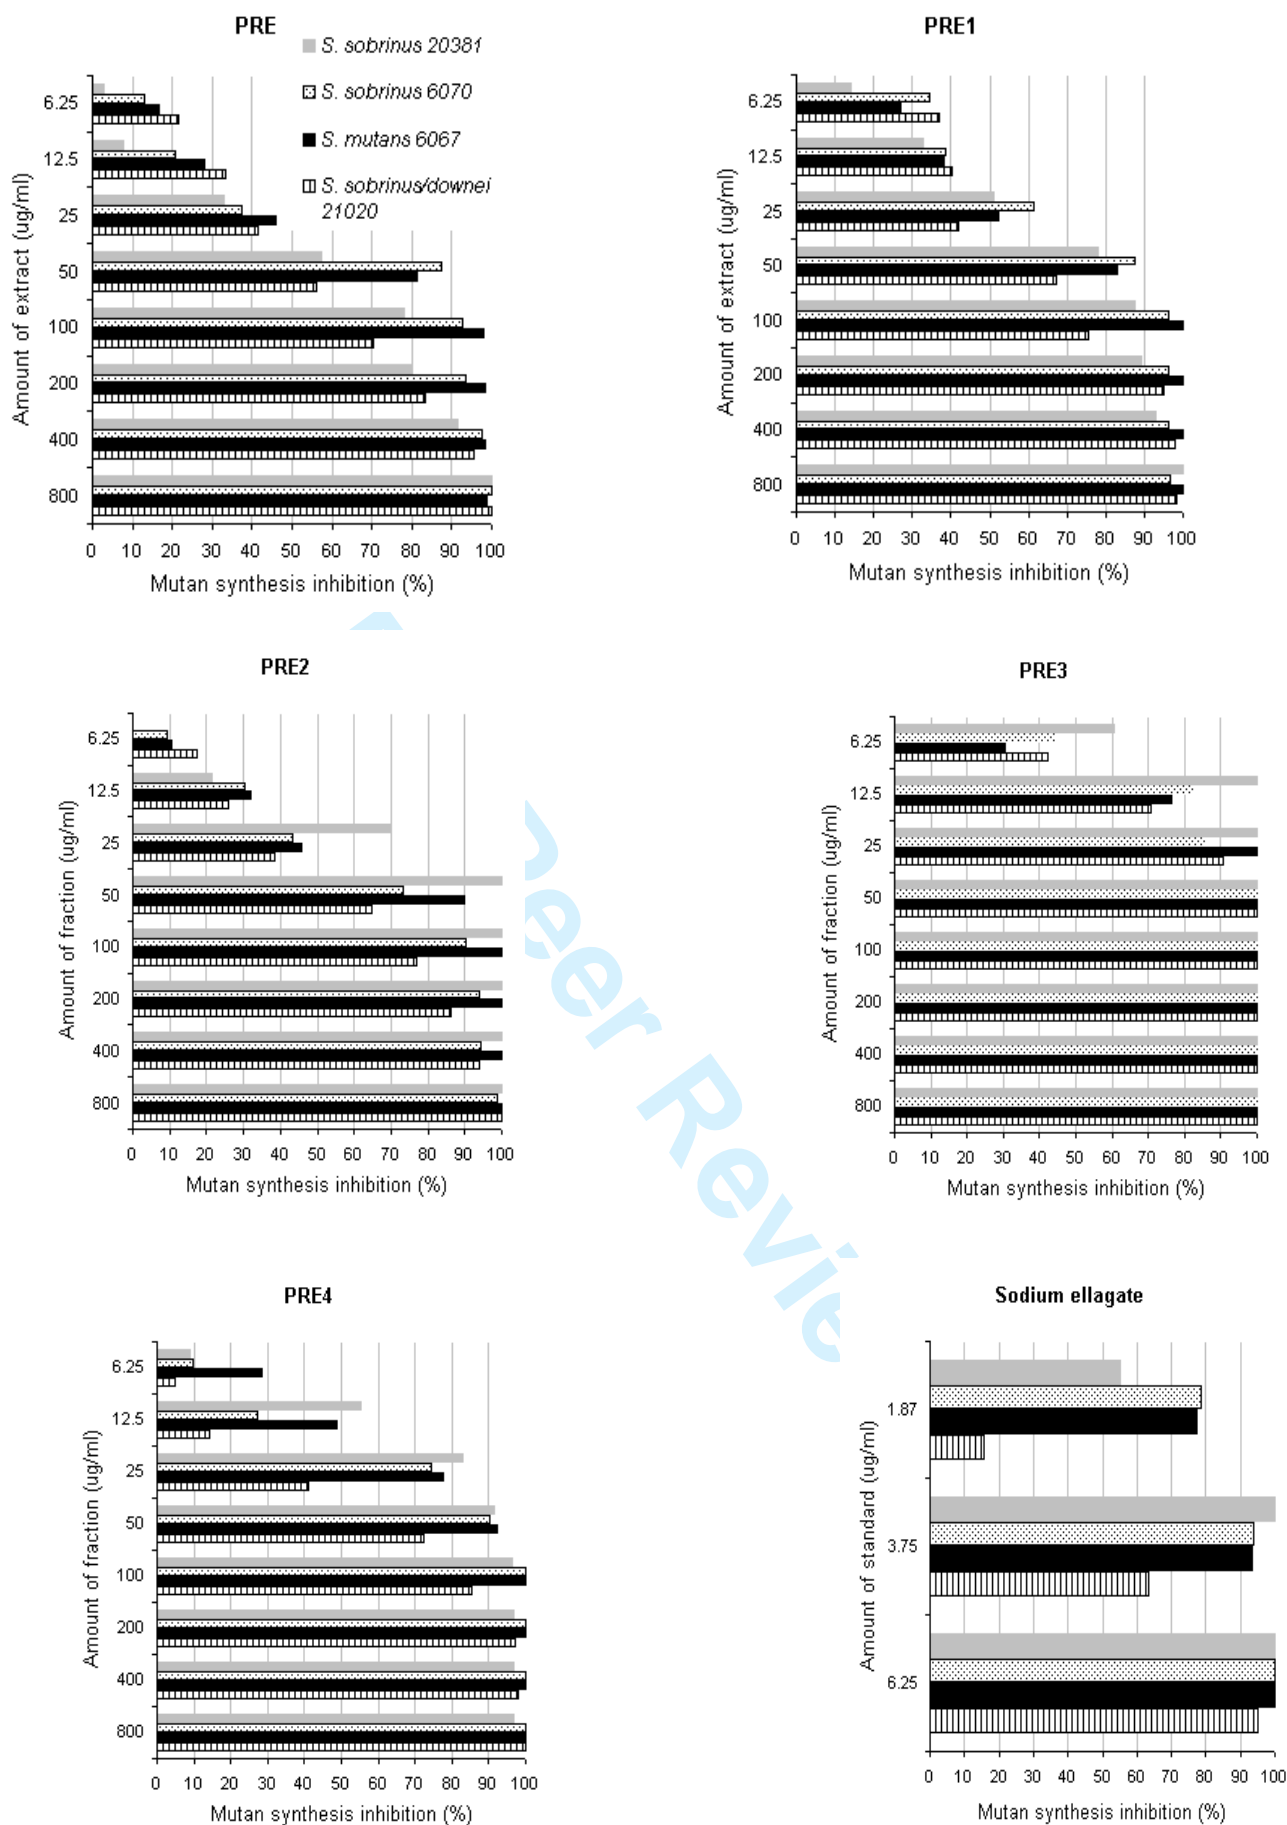 PRE
S. sobrinus 20381
S. sobrinus 6070
S. mutans 6067
S. sobrinus/downei
21020
Amount of extract (ug/ml)
6.25
12.5
25
50
100
200
400
800
0 10 20 30 40 50 60 70 80 90 100
Mutan synthesis inhibition (%)
PRE1
Amount of extract (ug/ml)
6.25
12.5
25
50
100
200
400
800
0 10 20 30 40 50 60 70 80 90 100
Mutan synthesis inhibition (%)
PRE2
Amount of fraction (ug/ml)
6.25
12.5
25
50
100
200
400
800
0 10 20 30 40 50 60 70 80 90 100
Mutan synthesis inhibition (%)
PRE3
Amount of fraction (ug/ml)
6.25
12.5
25
50
100
200
400
800
0 10 20 30 40 50 60 70 80 90 100
Mutan synthesis inhibition (%)
PRE4
Amount of fraction (ug/ml)
6.25
12.5
25
50
100
200
400
800
0 10 20 30 40 50 60 70 80 90 100
Mutan synthesis inhibition (%)
Sodium ellagate
Amount of standard (ug/ml)
1.87
3.75
6.25
0 10 20 30 40 50 60 70 80 90 100
Mutan synthesis inhibition (%)